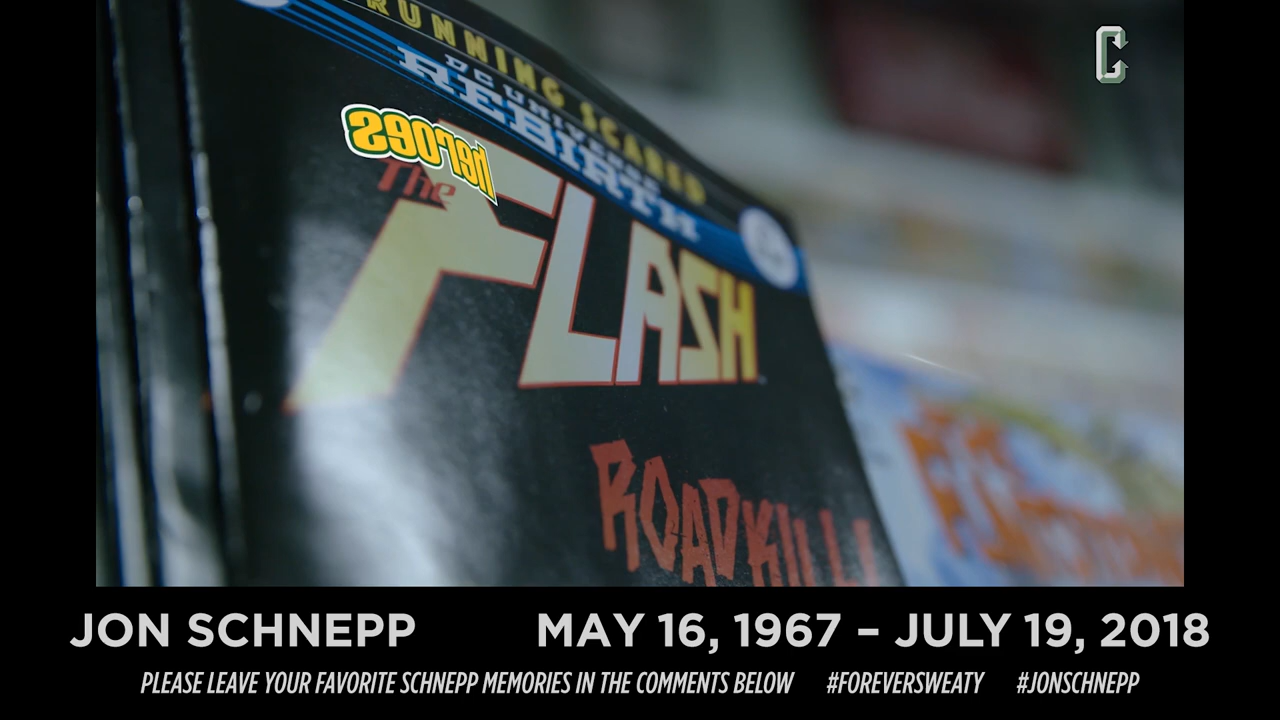 RUNNING SCARED
DC UNIVERSE
REBIRTH
heroes
The
FLASH
ROADKILL
JON SCHNEPP MAY 16, 1967 – JULY 19, 2018
PLEASE LEAVE YOUR FAVORITE SCHNEPP MEMORIES IN THE COMMENTS BELOW #FOREVERSWEATY #JONSCHNEPP